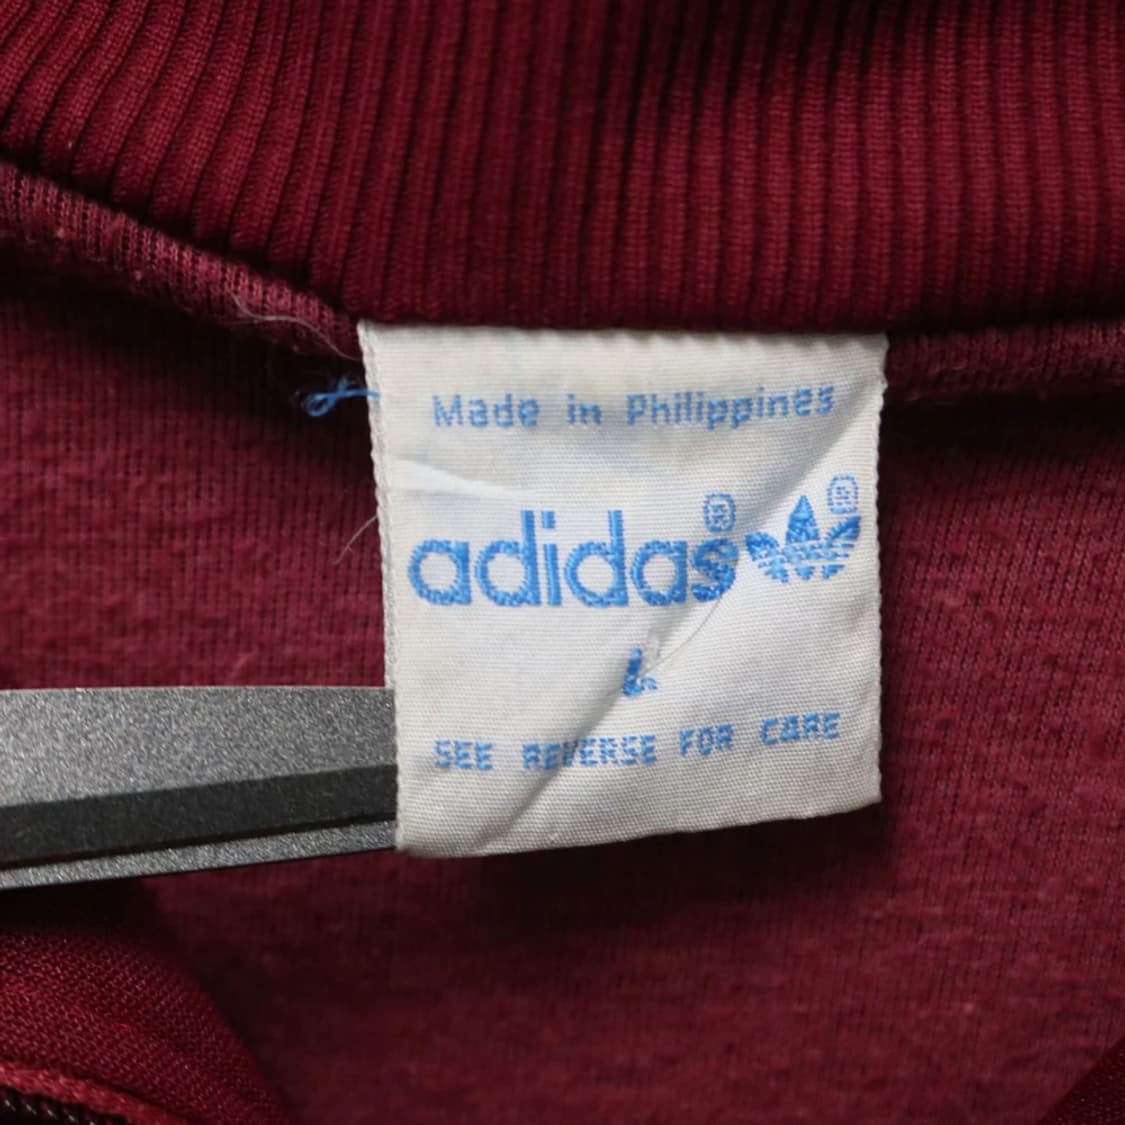 Made in Philippines
adidas® ®
L
SEE REVERSE FOR CARE